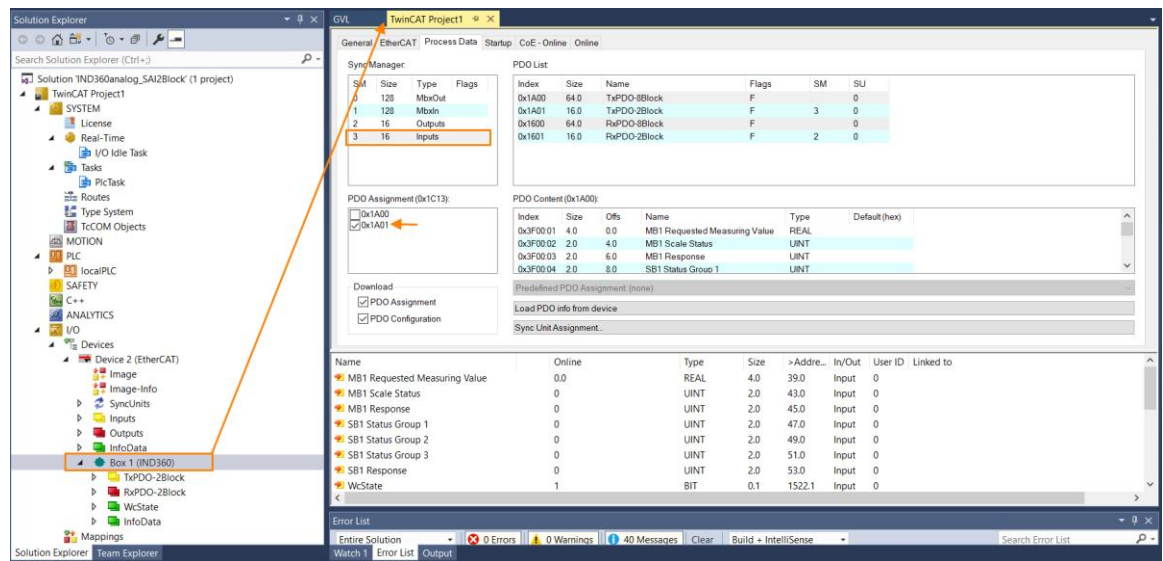 Solution Explorer
Search Solution Explorer (Ctrl+;)
Solution 'IND360analog_SAI2Block' (1 project)
TwinCAT Project1
SYSTEM
License
Real-Time
I/O Idle Task
Tasks
PlcTask
Routes
Type System
TcCOM Objects
MOTION
PLC
localPLC
SAFETY
C++
ANALYTICS
I/O
Devices
Device 2 (EtherCAT)
Image
Image-Info
SyncUnits
Inputs
Outputs
InfoData
Box 1 (IND360)
TxPDO-2Block
RxPDO-2Block
WcState
InfoData
Mappings
Solution Explorer Team Explorer
GVL TwinCAT Project1
General EtherCAT Process Data Startup CoE - Online Online
Sync Manager:
SM Size Type Flags
0 128 MbxOut
1 128 MbxIn
2 16 Outputs
3 16 Inputs
PDO List:
Index Size Name Flags SM SU
0x1A00 64.0 TxPDO-8Block F 0
0x1A01 16.0 TxPDO-2Block F 3 0
0x1600 64.0 RxPDO-8Block F 0
0x1601 16.0 RxPDO-2Block F 2 0
PDO Assignment (0x1C13):
0x1A00
0x1A01
PDO Content (0x1A00):
Index Size Offs Name Type Default (hex)
0x3F00:01 4.0 0.0 MB1 Requested Measuring Value REAL
0x3F00:02 2.0 4.0 MB1 Scale Status UINT
0x3F00:03 2.0 6.0 MB1 Response UINT
0x3F00:04 2.0 8.0 SB1 Status Group 1 UINT
Download
PDO Assignment
PDO Configuration
Predefined PDO Assignment: (none)
Load PDO info from device
Sync Unit Assignment...
Name Online Type Size >Addre... In/Out User ID Linked to
MB1 Requested Measuring Value 0.0 REAL 4.0 39.0 Input 0
MB1 Scale Status 0 UINT 2.0 43.0 Input 0
MB1 Response 0 UINT 2.0 45.0 Input 0
SB1 Status Group 1 0 UINT 2.0 47.0 Input 0
SB1 Status Group 2 0 UINT 2.0 49.0 Input 0
SB1 Status Group 3 0 UINT 2.0 51.0 Input 0
SB1 Response 0 UINT 2.0 53.0 Input 0
WcState 1 BIT 0.1 1522.1 Input 0
Error List
Entire Solution 0 Errors 0 Warnings 40 Messages Clear Build + IntelliSense Search Error List
Watch 1 Error List Output